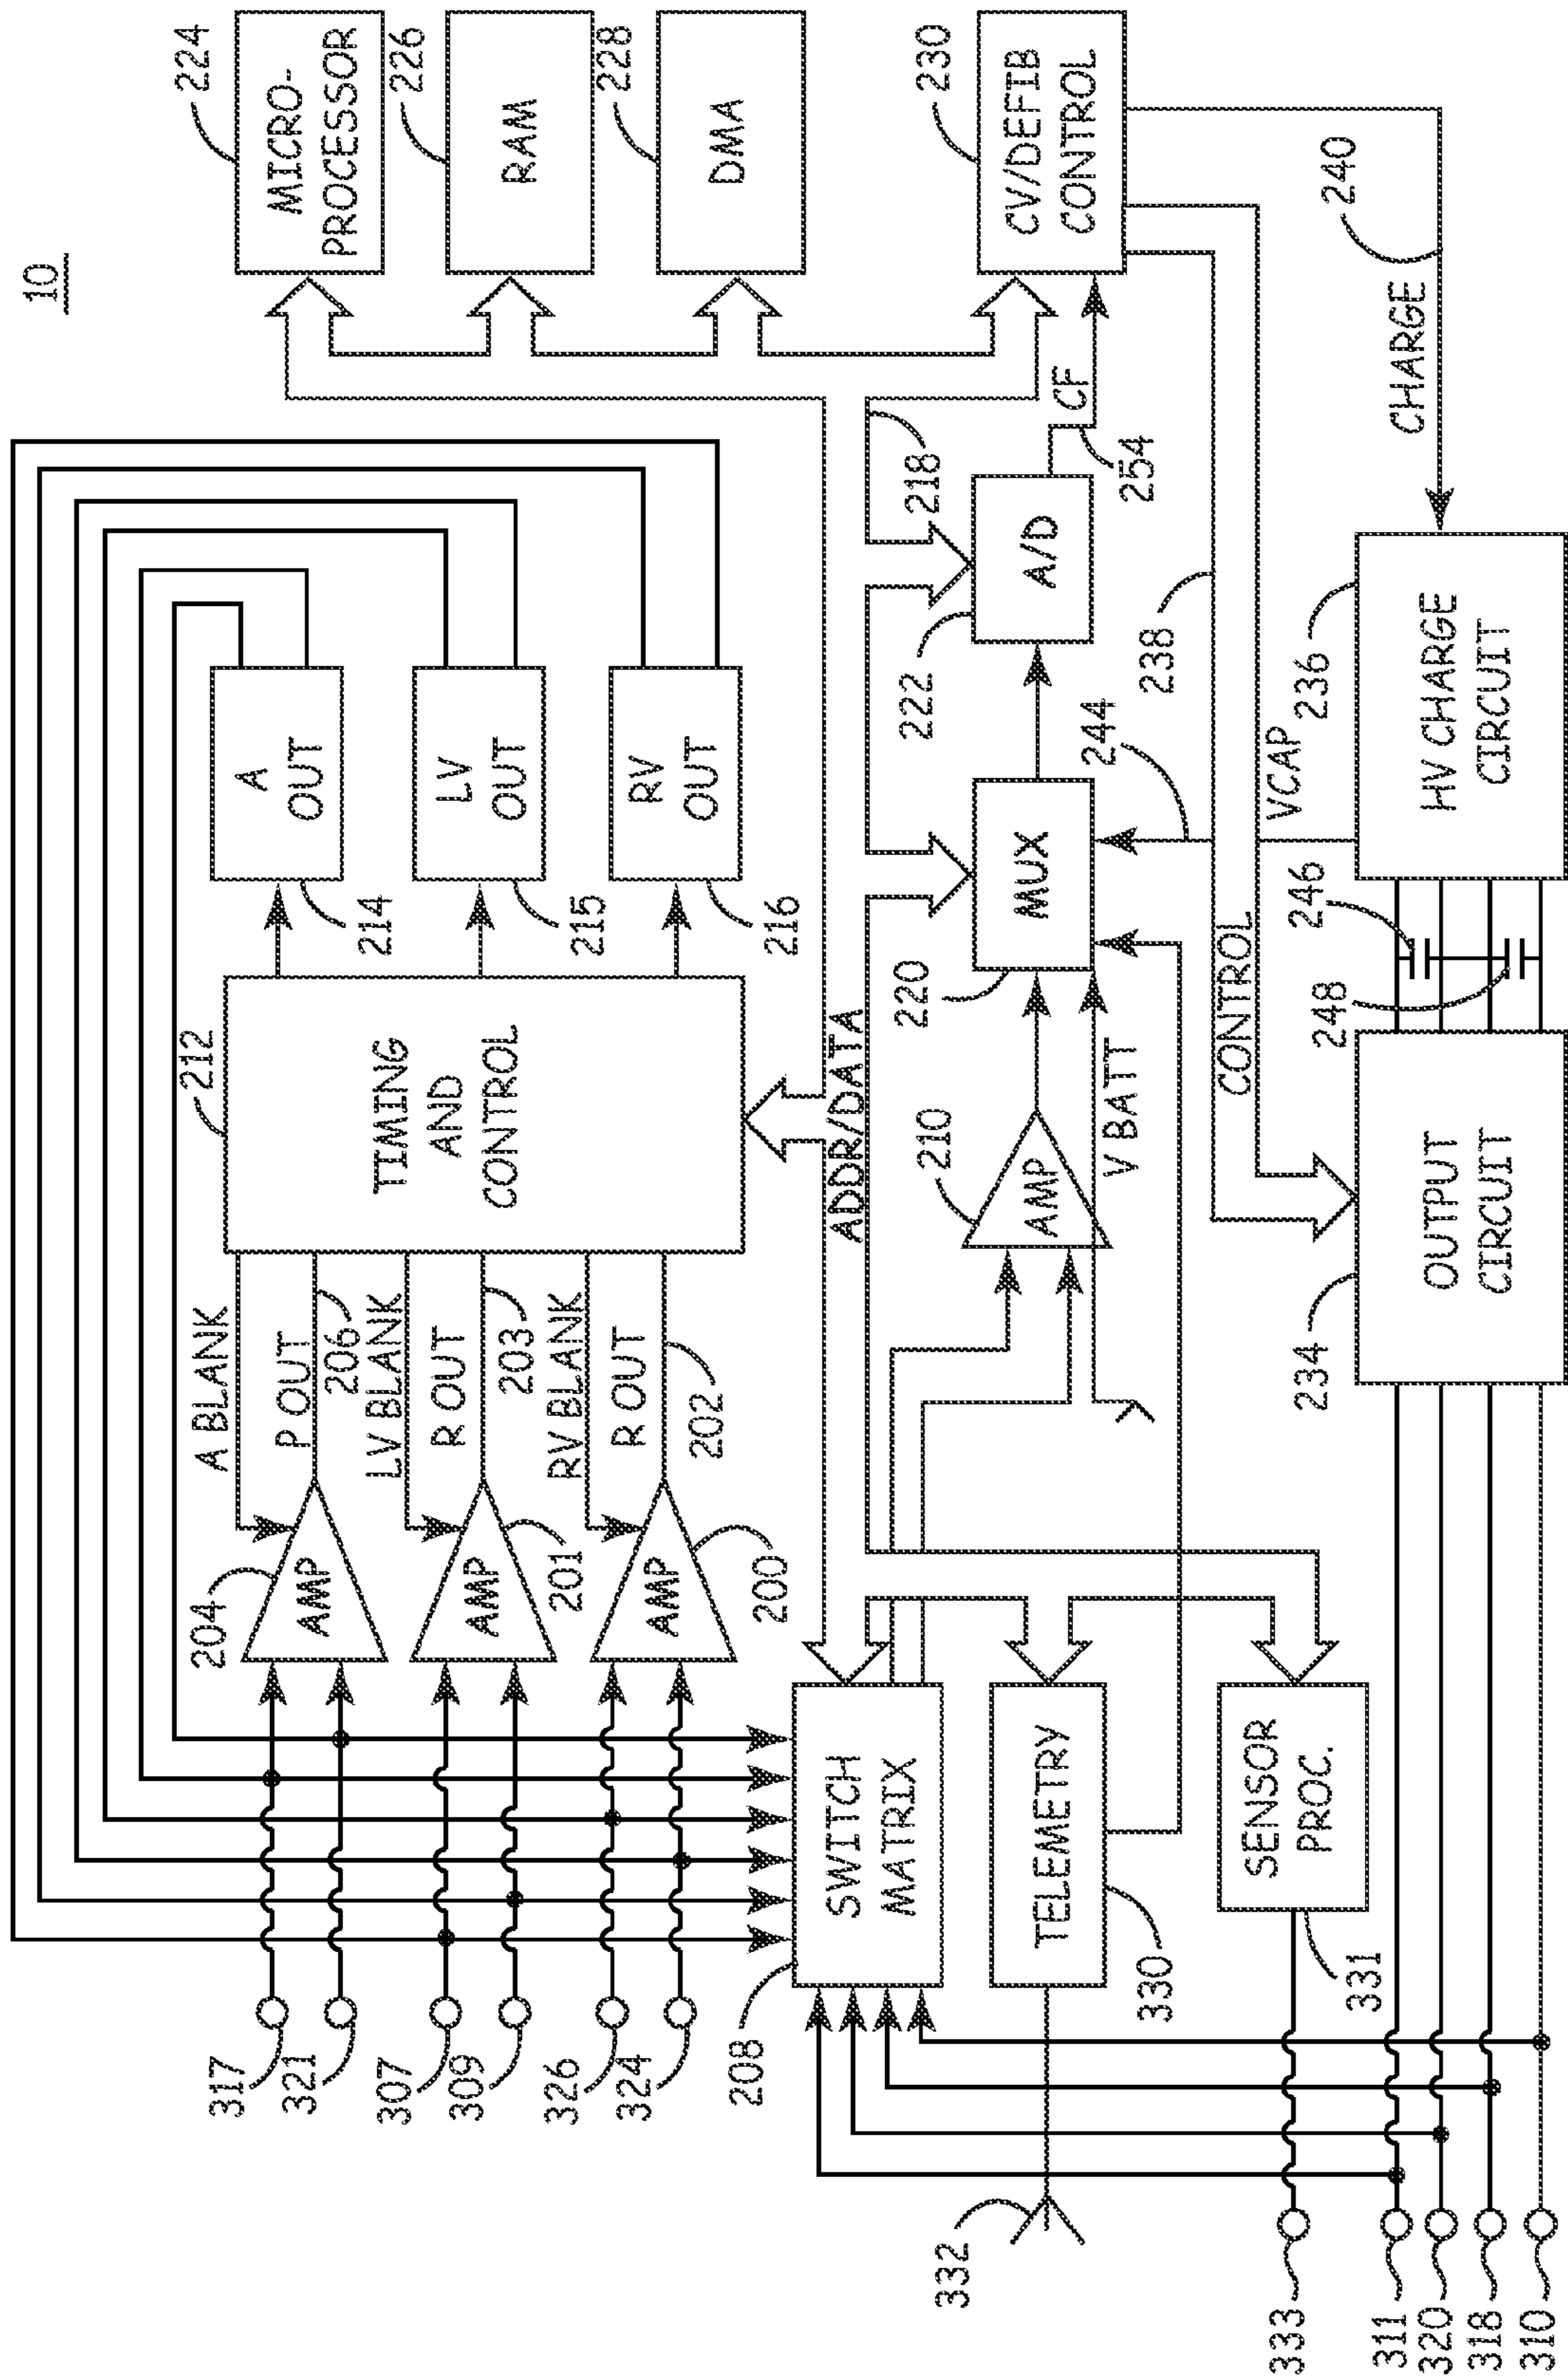 10
224
MICRO-
PROCESSOR
226
RAM
228
DMA
230
CV/DEFIB
CONTROL
212
TIMING
AND
CONTROL
A
OUT
214
LV
OUT
215
RV
OUT
216
A BLANK
P OUT
206
LV BLANK
R OUT
203
RV BLANK
R OUT
202
204
AMP
201
AMP
200
AMP
317
321
307
309
326
324
208
SWITCH
MATRIX
ADDR/DATA
218
210
AMP
V BATT
220
MUX
222
A/D
CF
254
244
238
CONTROL
VCAP
240
CHARGE
236
HV CHARGE
CIRCUIT
246
248
234
OUTPUT
CIRCUIT
TELEMETRY
330
332
SENSOR
PROC.
331
333
311
320
318
310